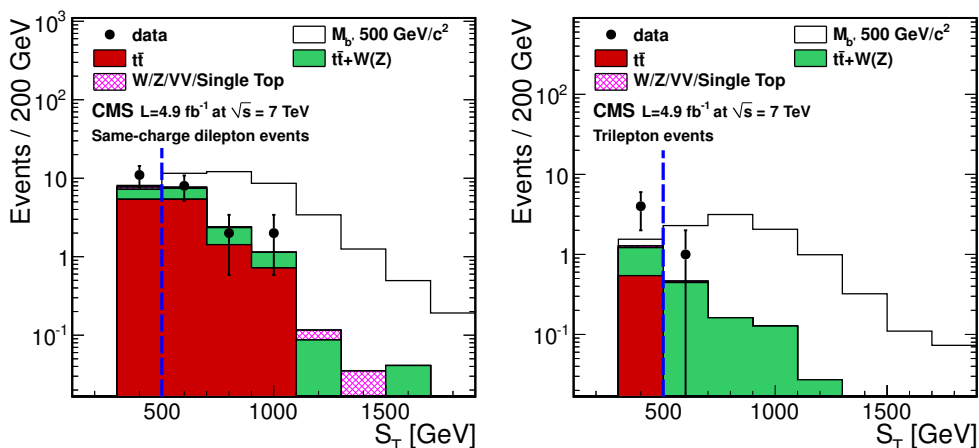 data
M_b' 500 GeV/c²
tt̄
tt̄+W(Z)
W/Z/VV/Single Top
CMS L=4.9 fb⁻¹ at √s = 7 TeV
Same-charge dilepton events
Events / 200 GeV
10³
10²
10
1
10⁻¹
500
1000
1500
S_T [GeV]
data
M_b' 500 GeV/c²
tt̄
tt̄+W(Z)
W/Z/VV/Single Top
CMS L=4.9 fb⁻¹ at √s = 7 TeV
Trilepton events
Events / 200 GeV
10²
10
1
10⁻¹
500
1000
1500
S_T [GeV]